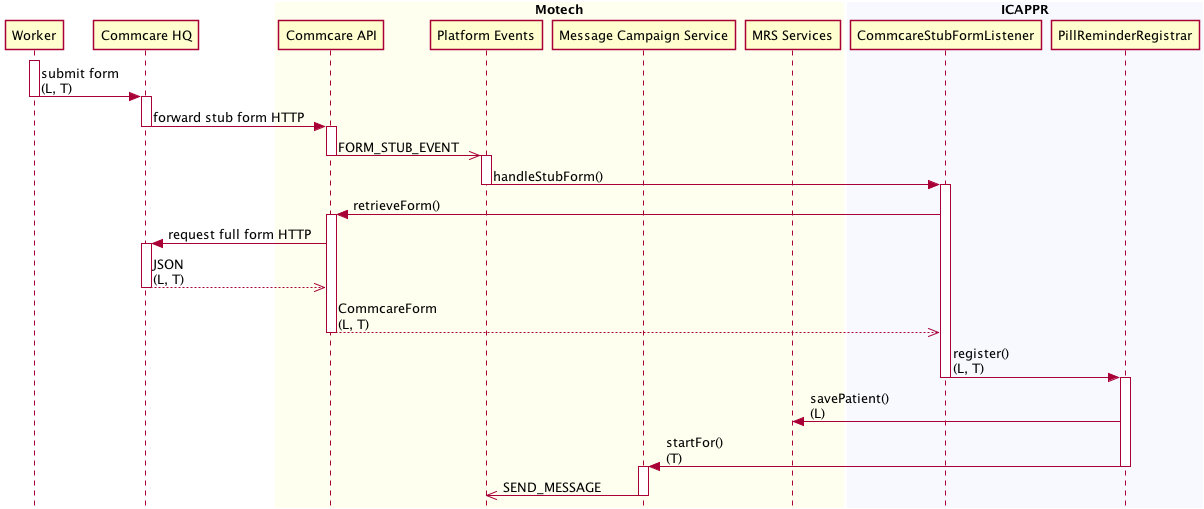 Motech
ICAPPR
Worker
Commcare HQ
Commcare API
Platform Events
Message Campaign Service
MRS Services
CommcareStubFormListener
PillReminderRegistrar
submit form
(L, T)
forward stub form HTTP
FORM_STUB_EVENT
handleStubForm()
retrieveForm()
request full form HTTP
JSON
(L, T)
CommcareForm
(L, T)
register()
(L, T)
savePatient()
(L)
startFor()
(T)
SEND_MESSAGE